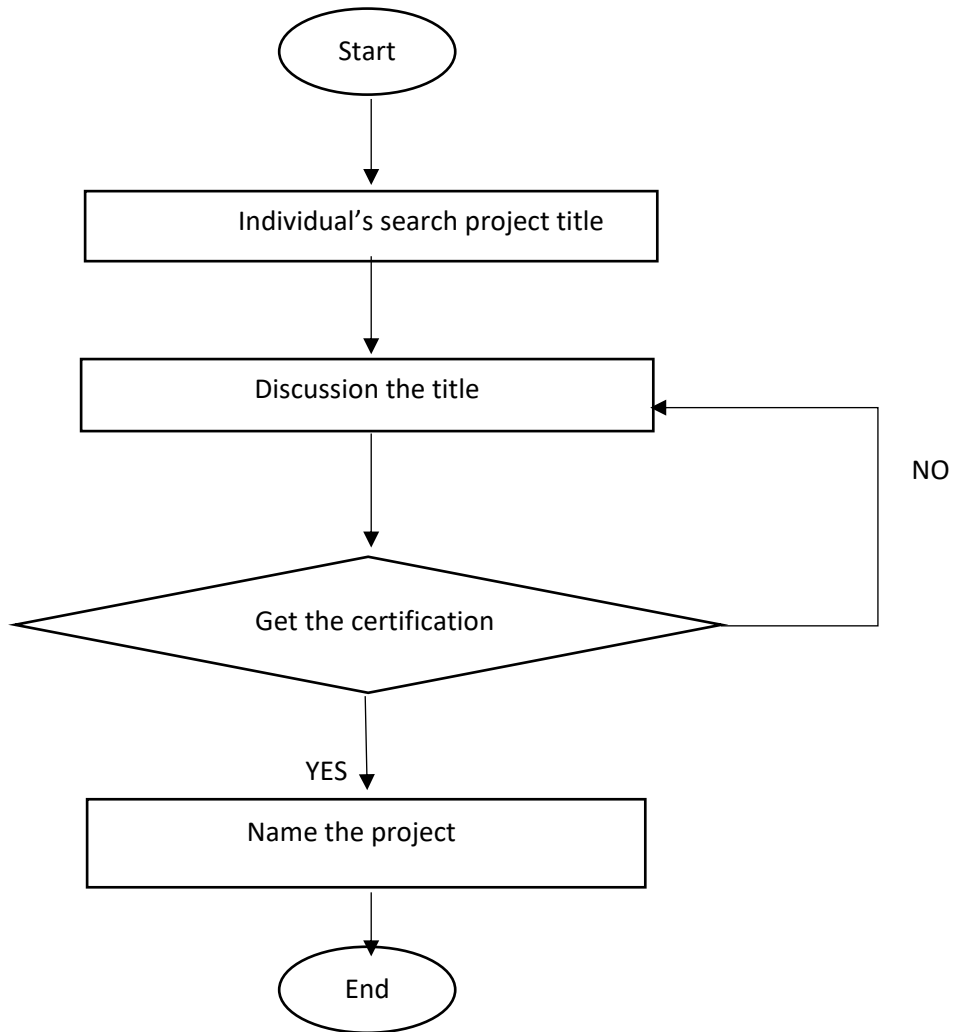 Start
Individual’s search project title
Discussion the title
NO
Get the certification
YES
Name the project
End